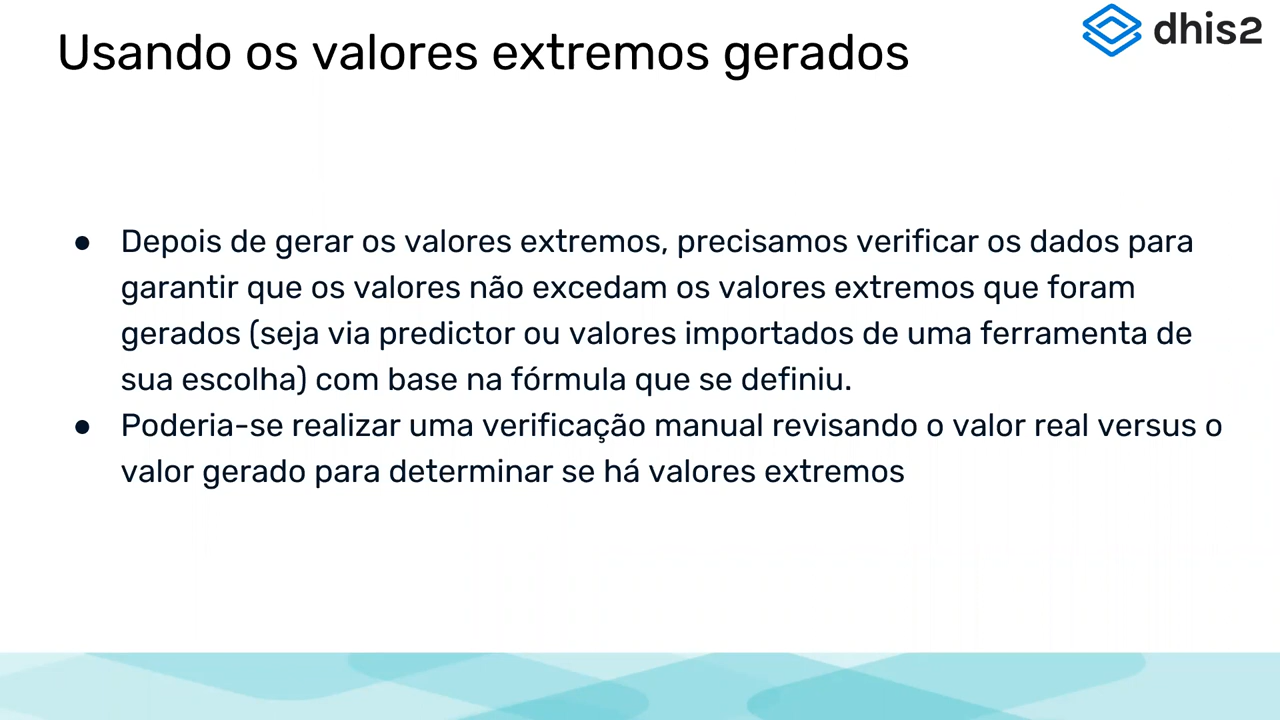 Usando os valores extremos gerados
dhis2
● Depois de gerar os valores extremos, precisamos verificar os dados para
garantir que os valores não excedam os valores extremos que foram
gerados (seja via predictor ou valores importados de uma ferramenta de
sua escolha) com base na fórmula que se definiu.
● Poderia-se realizar uma verificação manual revisando o valor real versus o
valor gerado para determinar se há valores extremos